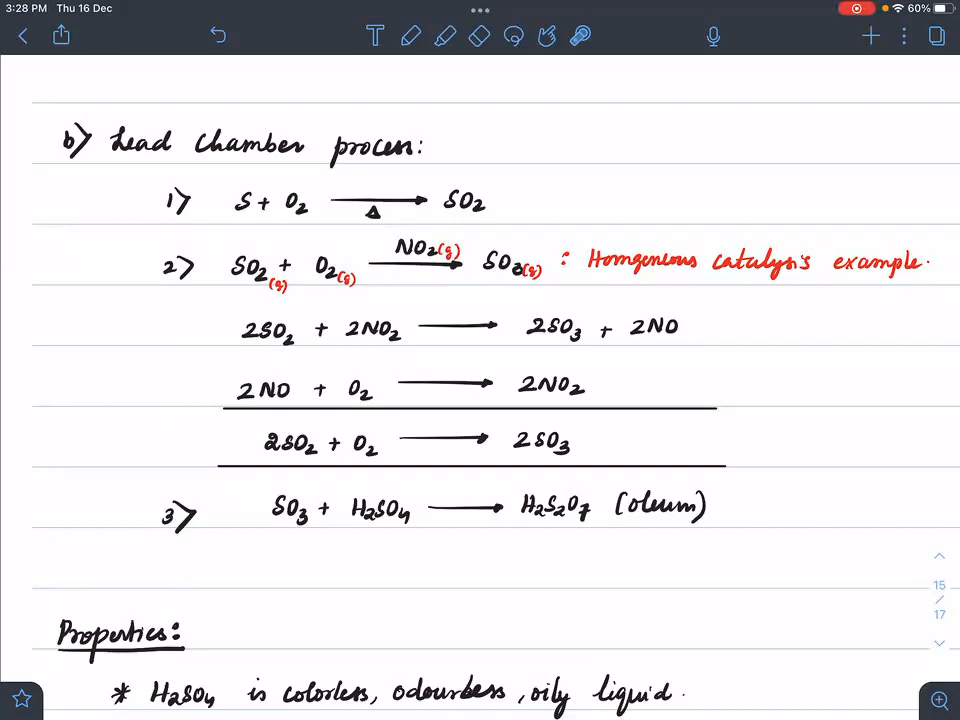 3:28 PM Thu 16 Dec 60%
b) Lead chamber process:
1) S + O2 →Δ SO2
2) SO2(g) + O2(g) →NO2(g) SO3(g) : Homgeneous catalysis example.
2SO2 + 2NO2 → 2SO3 + 2NO
2NO + O2 → 2NO2
2SO2 + O2 → 2SO3
3) SO3 + H2SO4 → H2S2O7 (oleum)
15
/
17
Properties:
* H2SO4 is colorless, odourless, oily liquid.